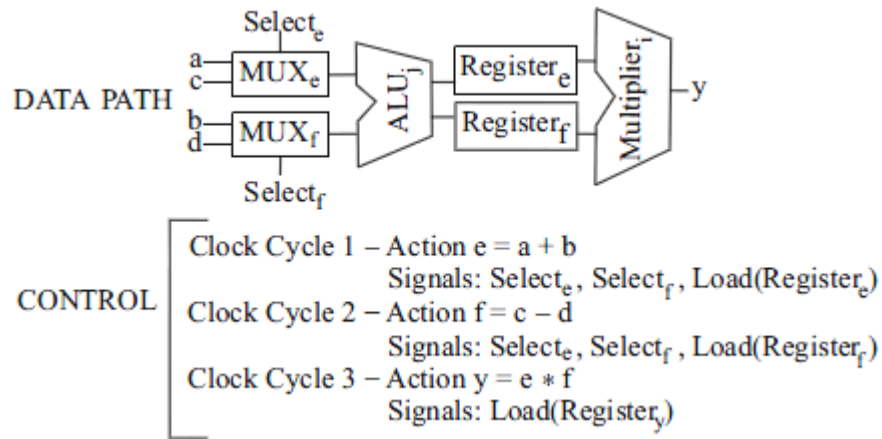 Select_e
a
c
MUX_e
DATA PATH
b
d
MUX_f
Select_f
ALU_j
Register_e
Register_f
Multiplier_i
y
CONTROL
Clock Cycle 1 – Action e = a + b
Signals: Select_e , Select_f , Load(Register_e)
Clock Cycle 2 – Action f = c – d
Signals: Select_e, Select_f , Load(Register_f)
Clock Cycle 3 – Action y = e * f
Signals: Load(Register_y)